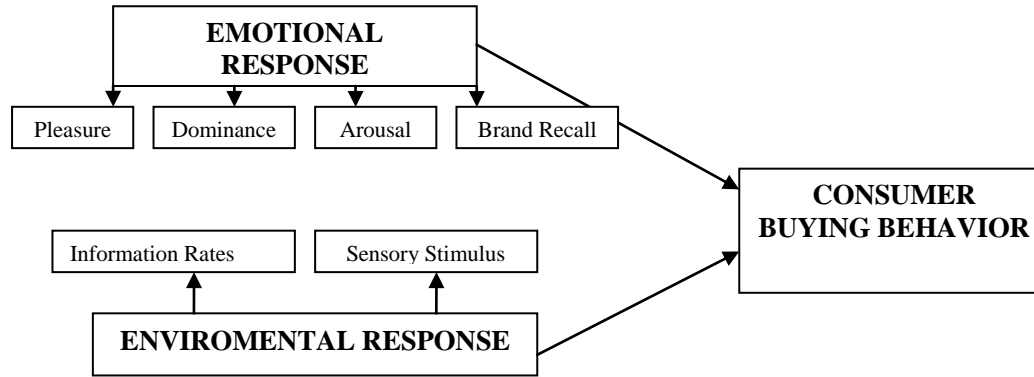 EMOTIONAL
RESPONSE
Pleasure
Dominance
Arousal
Brand Recall
CONSUMER
BUYING BEHAVIOR
Information Rates
Sensory Stimulus
ENVIROMENTAL RESPONSE